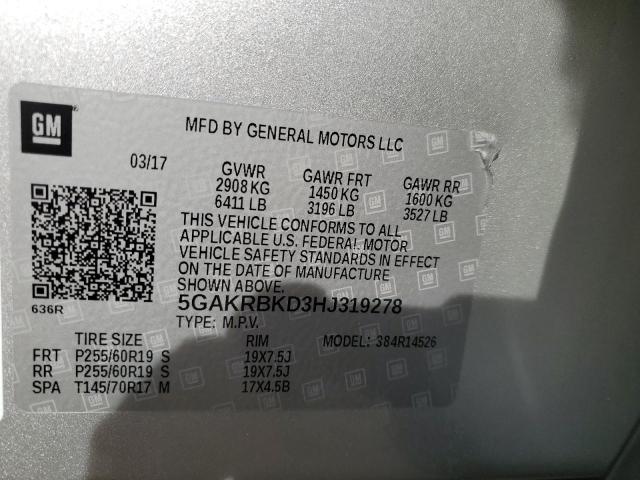 GM
MFD BY GENERAL MOTORS LLC
03/17
GVWR GAWR FRT GAWR RR
2908 KG 1450 KG 1600 KG
6411 LB 3196 LB 3527 LB
THIS VEHICLE CONFORMS TO ALL
APPLICABLE U.S. FEDERAL MOTOR
VEHICLE SAFETY STANDARDS IN EFFECT
ON THE DATE OF MANUFACTURE
SHOWN ABOVE.
636R
5GAKRBKD3HJ319278
TYPE: M.P.V.
TIRE SIZE RIM MODEL: 384R14526
FRT P255/60R19 S 19X7.5J
RR P255/60R19 S 19X7.5J
SPA T145/70R17 M 17X4.5B